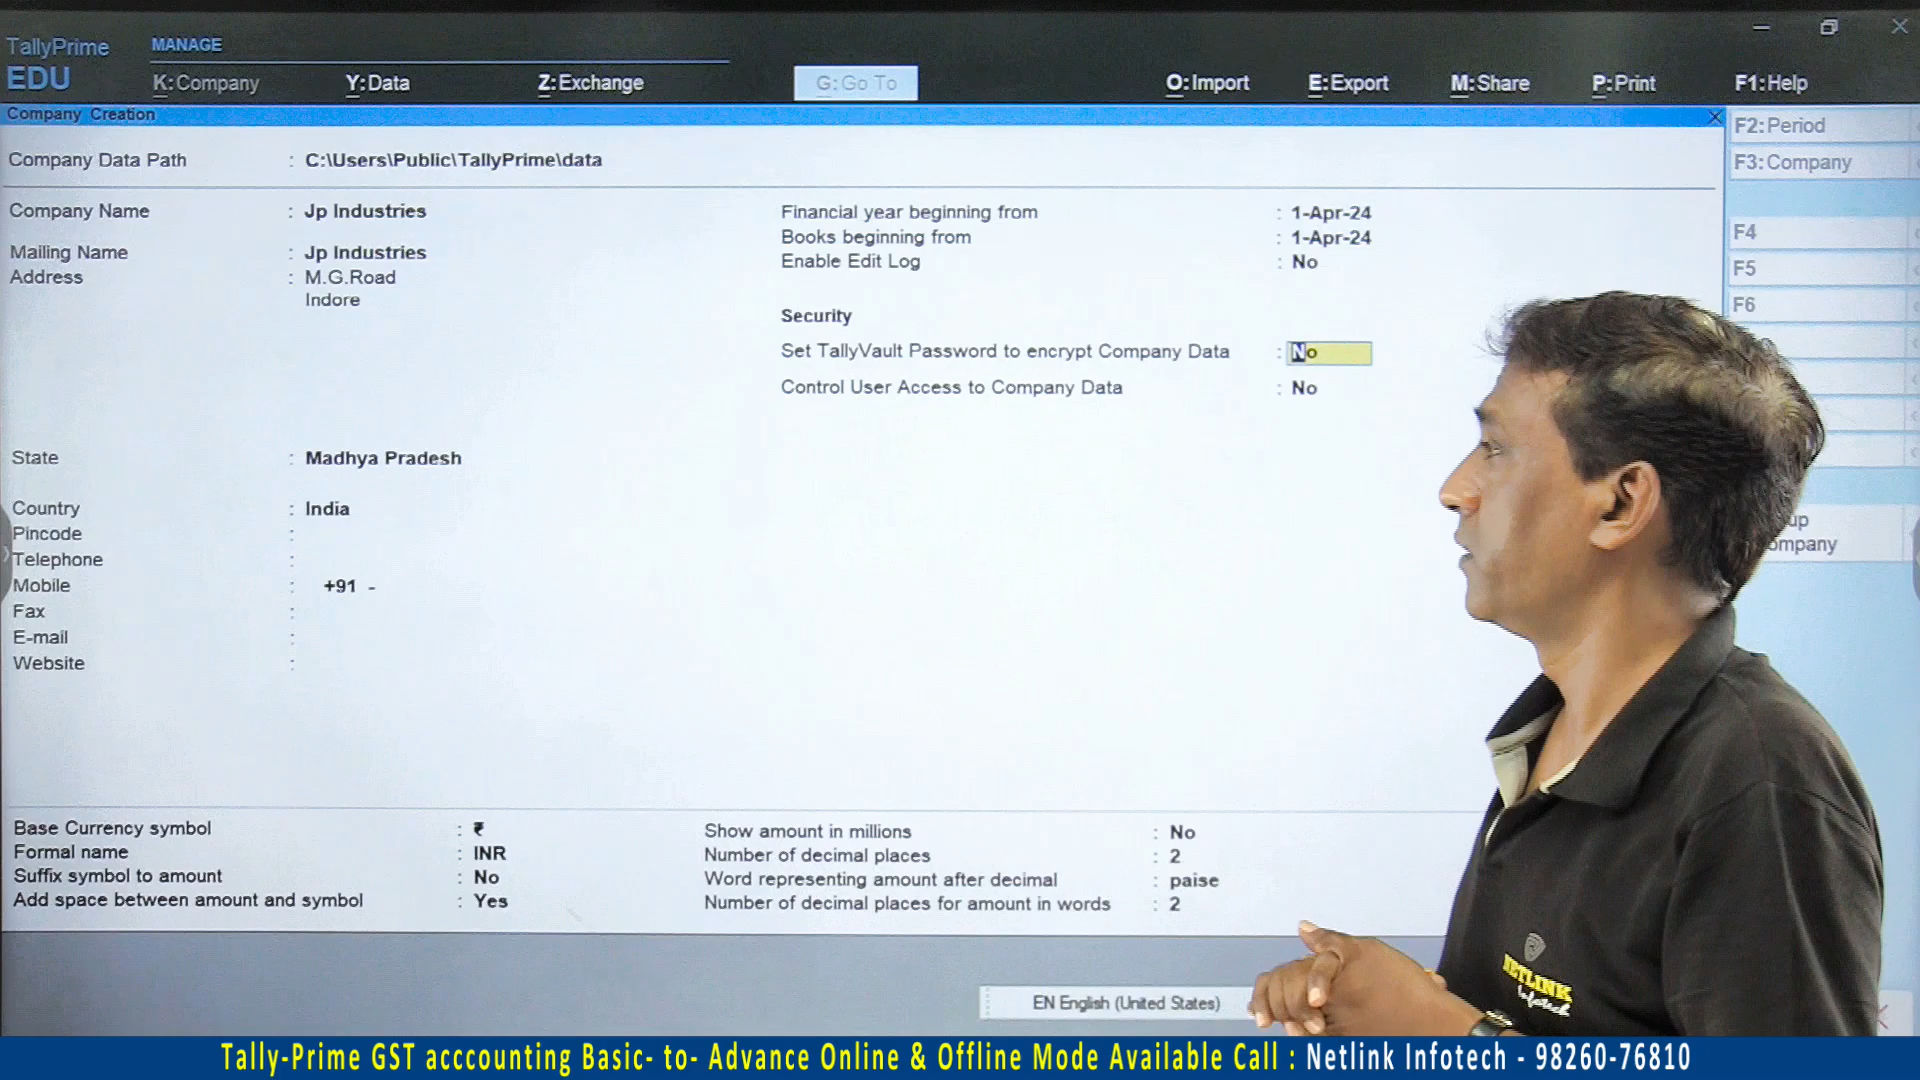 TallyPrime
EDU
MANAGE
K:Company
Y:Data
Z:Exchange
G:Go To
O:Import
E:Export
M:Share
P:Print
F1:Help
Company Creation
F2:Period
F3:Company
F4
F5
F6
Company Data Path : C:\Users\Public\TallyPrime\data
Company Name : Jp Industries
Mailing Name : Jp Industries
Address : M.G.Road
Indore
State : Madhya Pradesh
Country : India
Pincode :
Telephone :
Mobile : +91 -
Fax :
E-mail :
Website :
Financial year beginning from : 1-Apr-24
Books beginning from : 1-Apr-24
Enable Edit Log : No
Security
Set TallyVault Password to encrypt Company Data : No
Control User Access to Company Data : No
up
ompany
Base Currency symbol : ₹
Formal name : INR
Suffix symbol to amount : No
Add space between amount and symbol : Yes
Show amount in millions : No
Number of decimal places : 2
Word representing amount after decimal : paise
Number of decimal places for amount in words : 2
EN English (United States)
NETLINK
Infotech
Tally-Prime GST acccounting Basic- to- Advance Online & Offline Mode Available Call : Netlink Infotech - 98260-76810